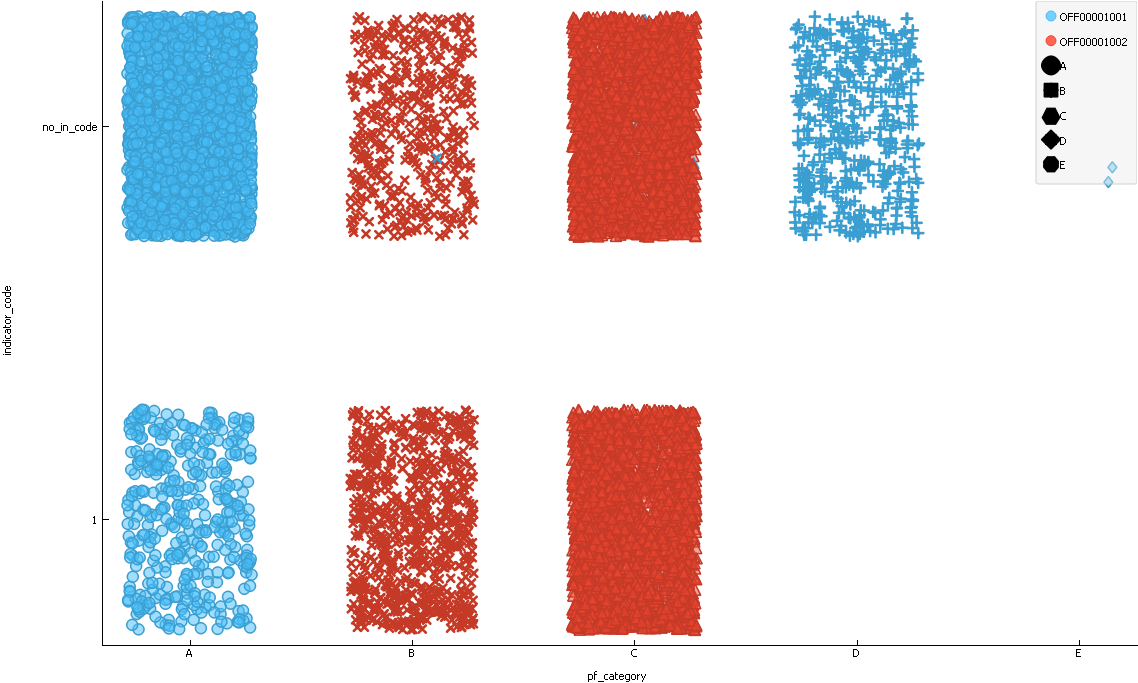 OFF00001001
OFF00001002
A
B
C
D
E
no_in_code
indicator_code
1
A
B
C
D
E
pf_category